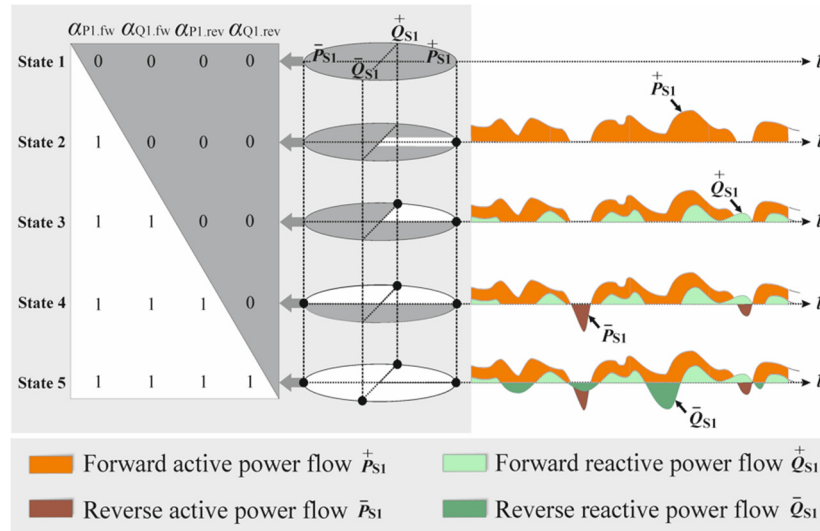 αP1.fw αQ1.fw αP1.rev αQ1.rev
+QS1
-PS1 +PS1
-QS1
State 1 0 0 0 0 t
+PS1
State 2 1 0 0 0 t
+QS1
State 3 1 1 0 0 t
State 4 1 1 1 0 t
-PS1
State 5 1 1 1 1 t
-QS1
Forward active power flow +PS1
Forward reactive power flow +QS1
Reverse active power flow -PS1
Reverse reactive power flow -QS1